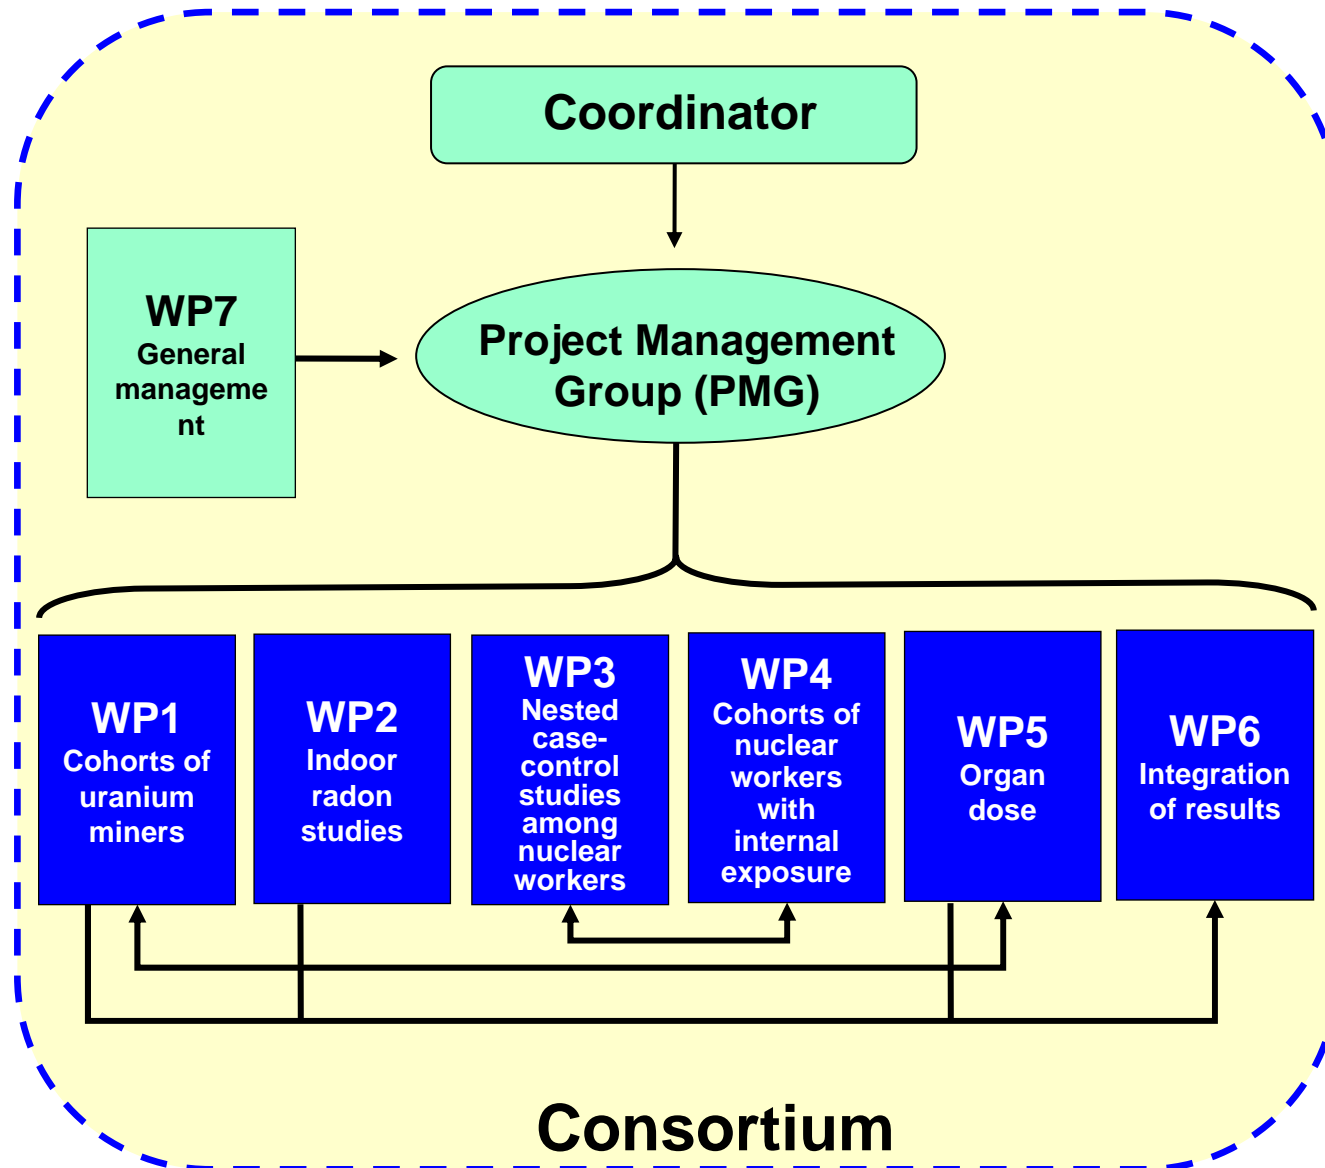 Coordinator
WP7
General
manageme
nt
Project Management
Group (PMG)
WP1
Cohorts of
uranium
miners
WP2
Indoor
radon
studies
WP3
Nested
case-
control
studies
among
nuclear
workers
WP4
Cohorts of
nuclear
workers
with
internal
exposure
WP5
Organ
dose
WP6
Integration
of results
Consortium